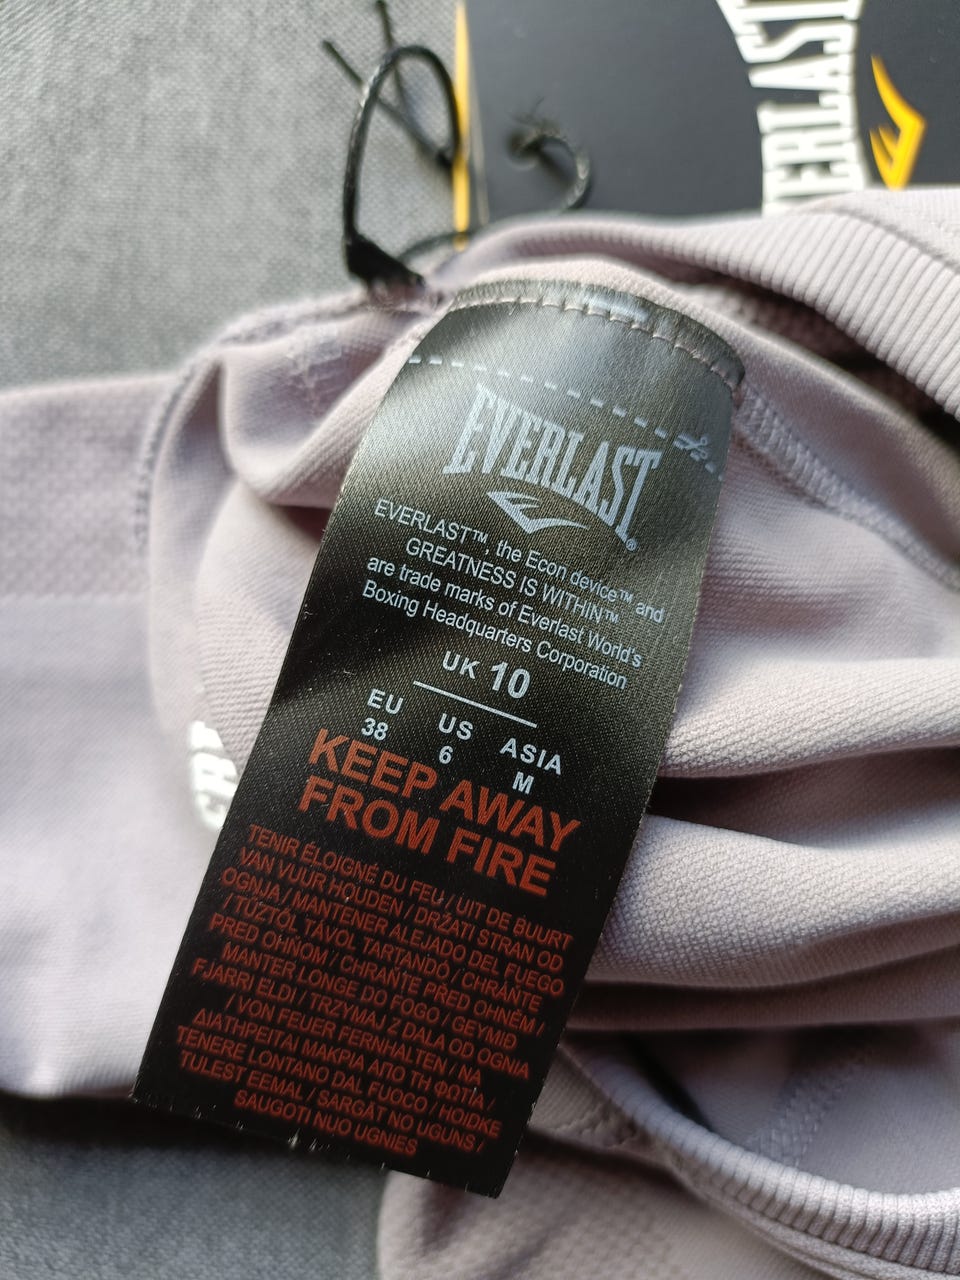 EVERLAST
EVERLAST®
EVERLAST™, the Econ device™ and
GREATNESS IS WITHIN™
are trade marks of Everlast World's
Boxing Headquarters Corporation
UK 10
EU US ASIA
38 6 M
KEEP AWAY
FROM FIRE
TENIR ÉLOIGNÉ DU FEU / UIT DE BUURT
VAN VUUR HOUDEN / DRŽATI STRAN OD
OGNJA / MANTENER ALEJADO DEL FUEGO
/ TŰZTŐL TÁVOL TARTANDÓ / CHRÁŇTE
PRED OHŇOM / CHRAŇTE PŘED OHNĚM /
MANTER LONGE DO FOGO / GEYMIÐ
FJARRI ELDI / TRZYMAJ Z DALA OD OGNIA
/ VON FEUER FERNHALTEN / ΝΑ
ΔΙΑΤΗΡΕΙΤΑΙ ΜΑΚΡΙΑ ΑΠΟ ΤΗ ΦΩΤΙΑ /
TENERE LONTANO DAL FUOCO / HOIDKE
TULEST EEMAL / SARGĀT NO UGUNS /
SAUGOTI NUO UGNIES